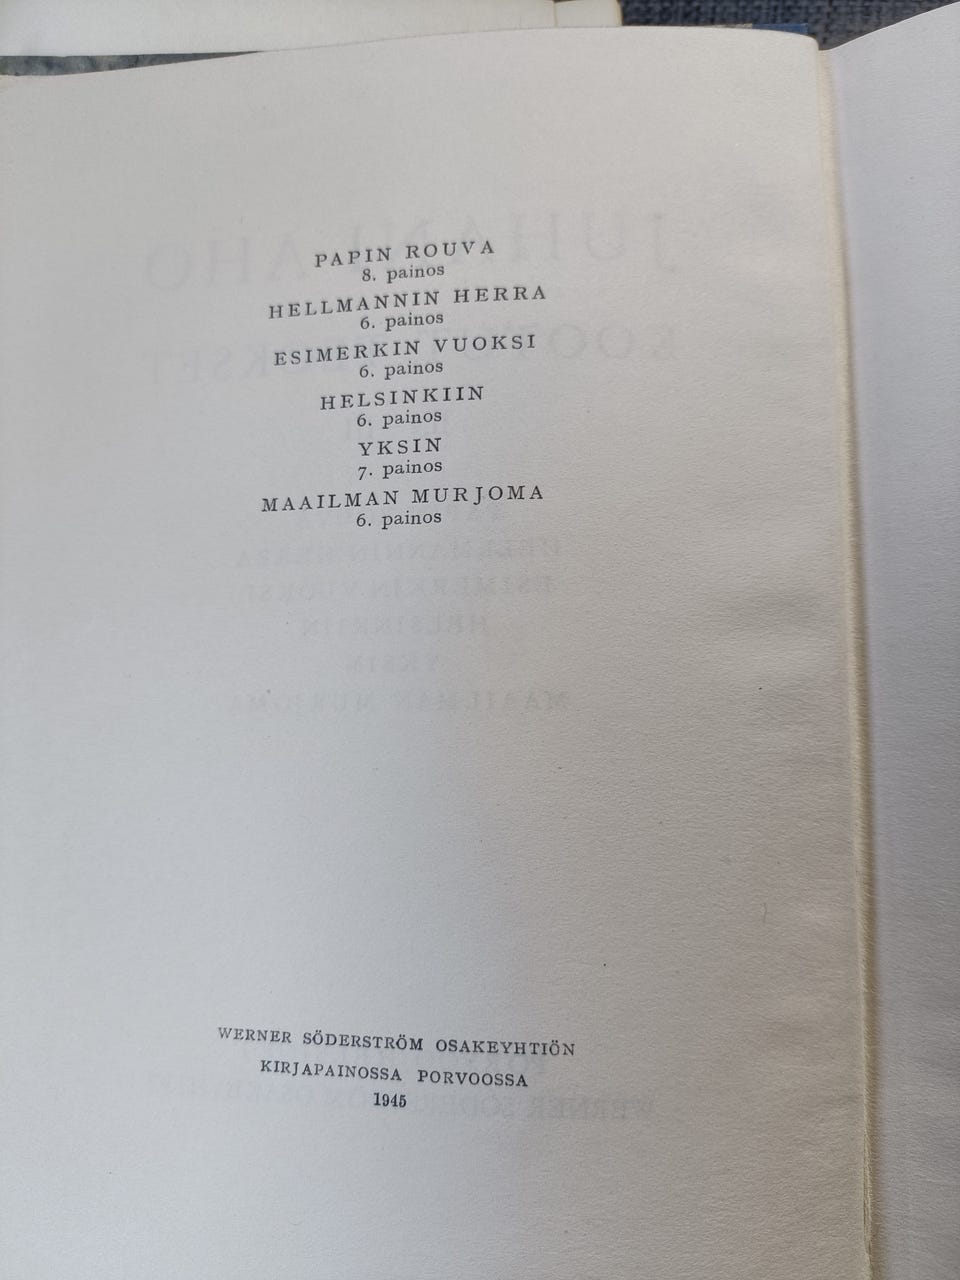 PAPIN ROUVA
8. painos
HELLMANNIN HERRA
6. painos
ESIMERKIN VUOKSI
6. painos
HELSINKIIN
6. painos
YKSIN
7. painos
MAAILMAN MURJOMA
6. painos
WERNER SÖDERSTRÖM OSAKEYHTIÖN
KIRJAPAINOSSA PORVOOSSA
1945